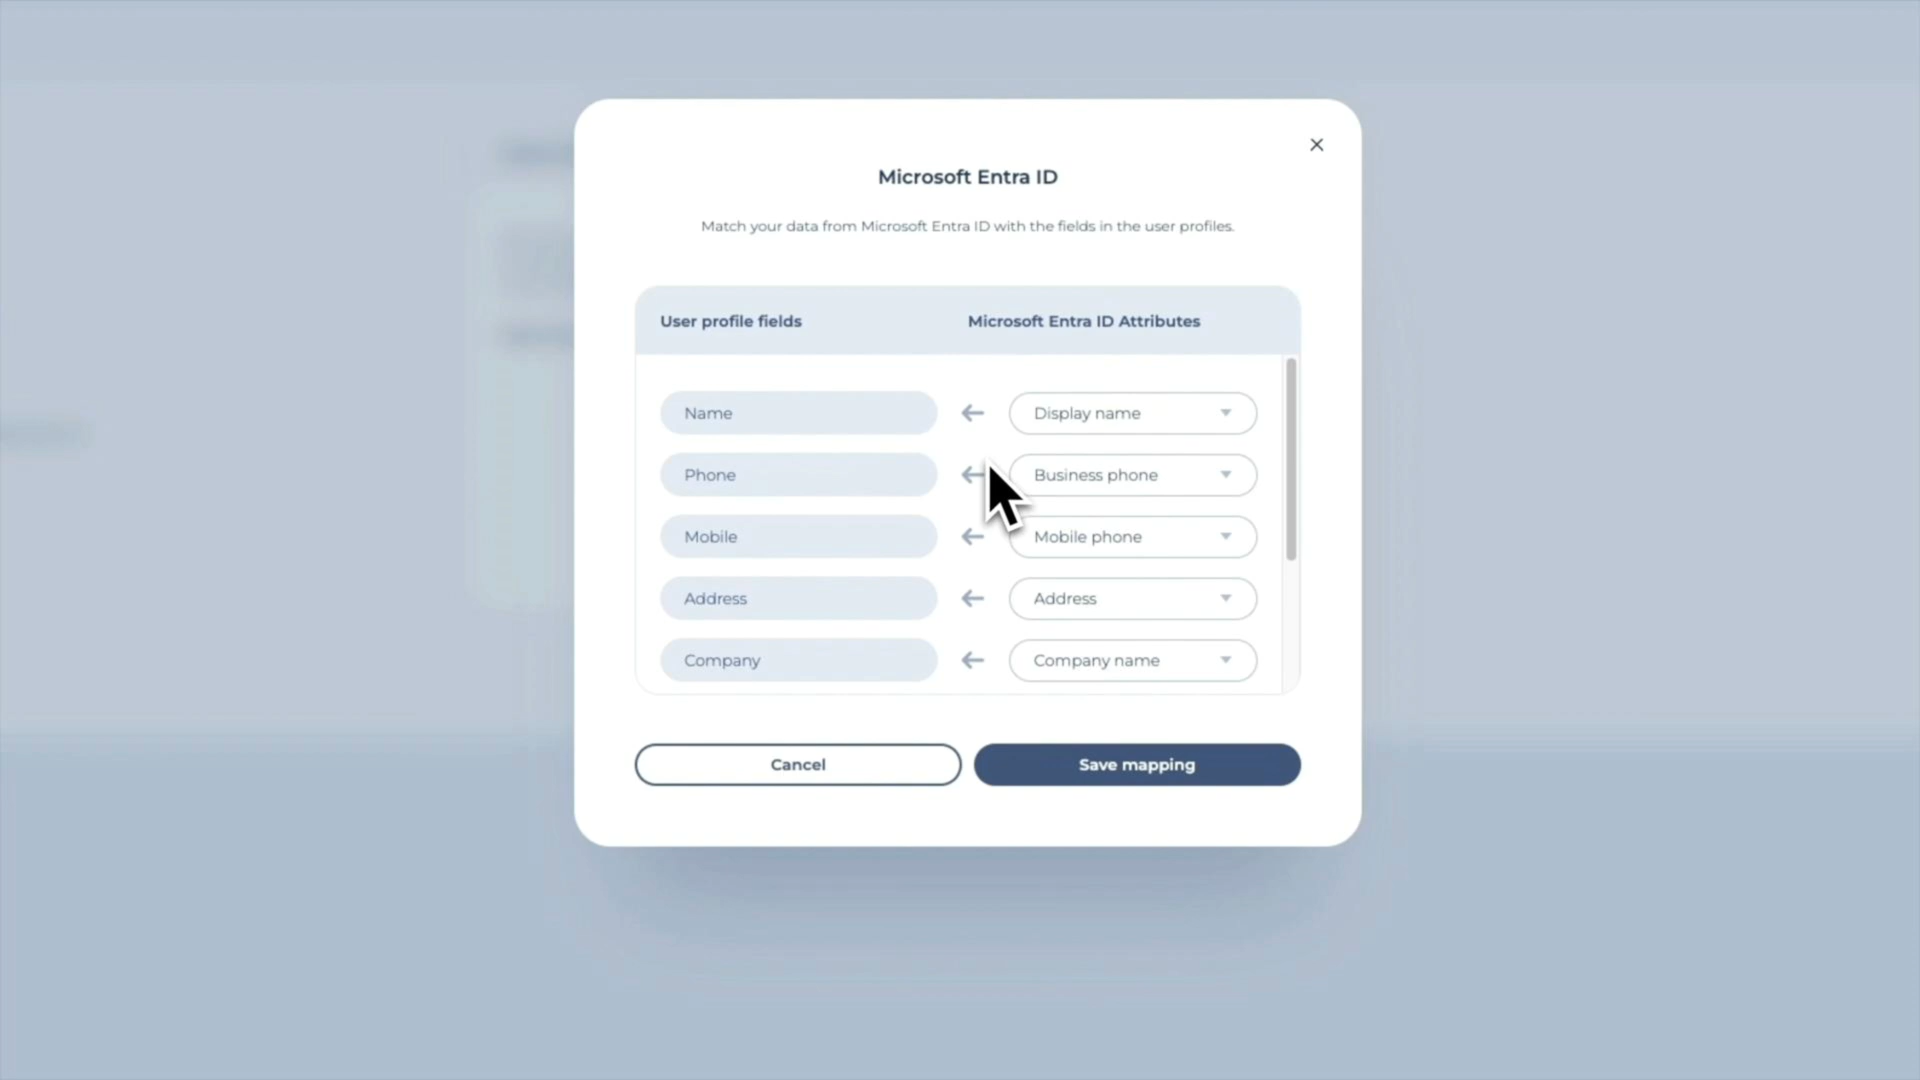 Microsoft Entra ID
Match your data from Microsoft Entra ID with the fields in the user profiles.
User profile fields Microsoft Entra ID Attributes
Name Display name
Phone Business phone
Mobile Mobile phone
Address Address
Company Company name
Cancel Save mapping